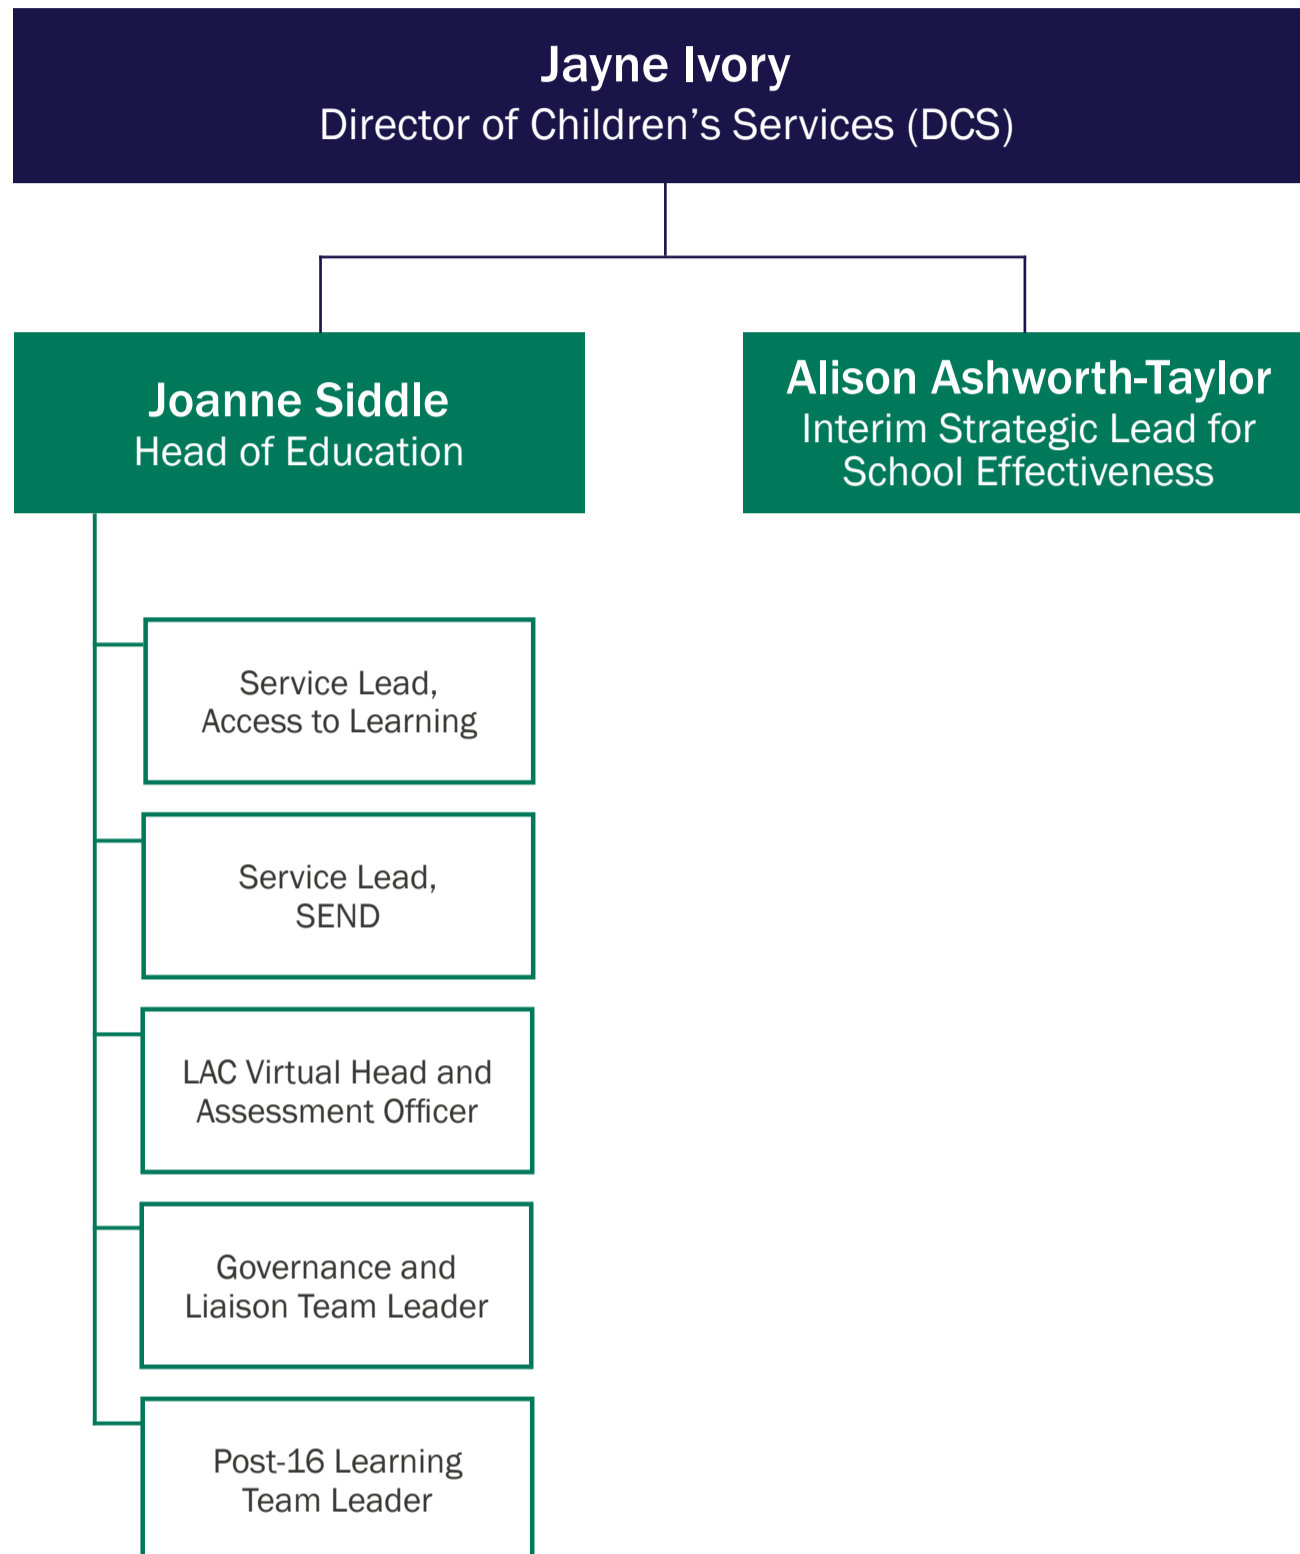 Jayne Ivory
Director of Children’s Services (DCS)
Joanne Siddle
Head of Education
Alison Ashworth-Taylor
Interim Strategic Lead for
School Effectiveness
Service Lead,
Access to Learning
Service Lead,
SEND
LAC Virtual Head and
Assessment Officer
Governance and
Liaison Team Leader
Post-16 Learning
Team Leader